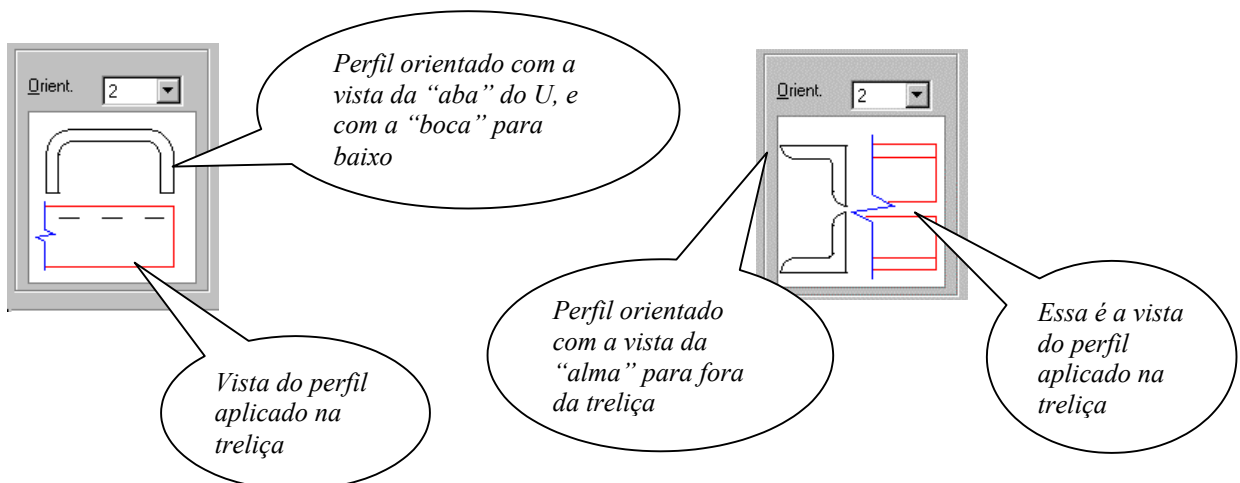 Orient. 2
Perfil orientado com a
vista da “aba” do U, e
com a “boca” para
baixo
Vista do perfil
aplicado na
treliça
Orient. 2
Perfil orientado
com a vista da
“alma” para fora
da treliça
Essa é a vista
do perfil
aplicado na
treliça